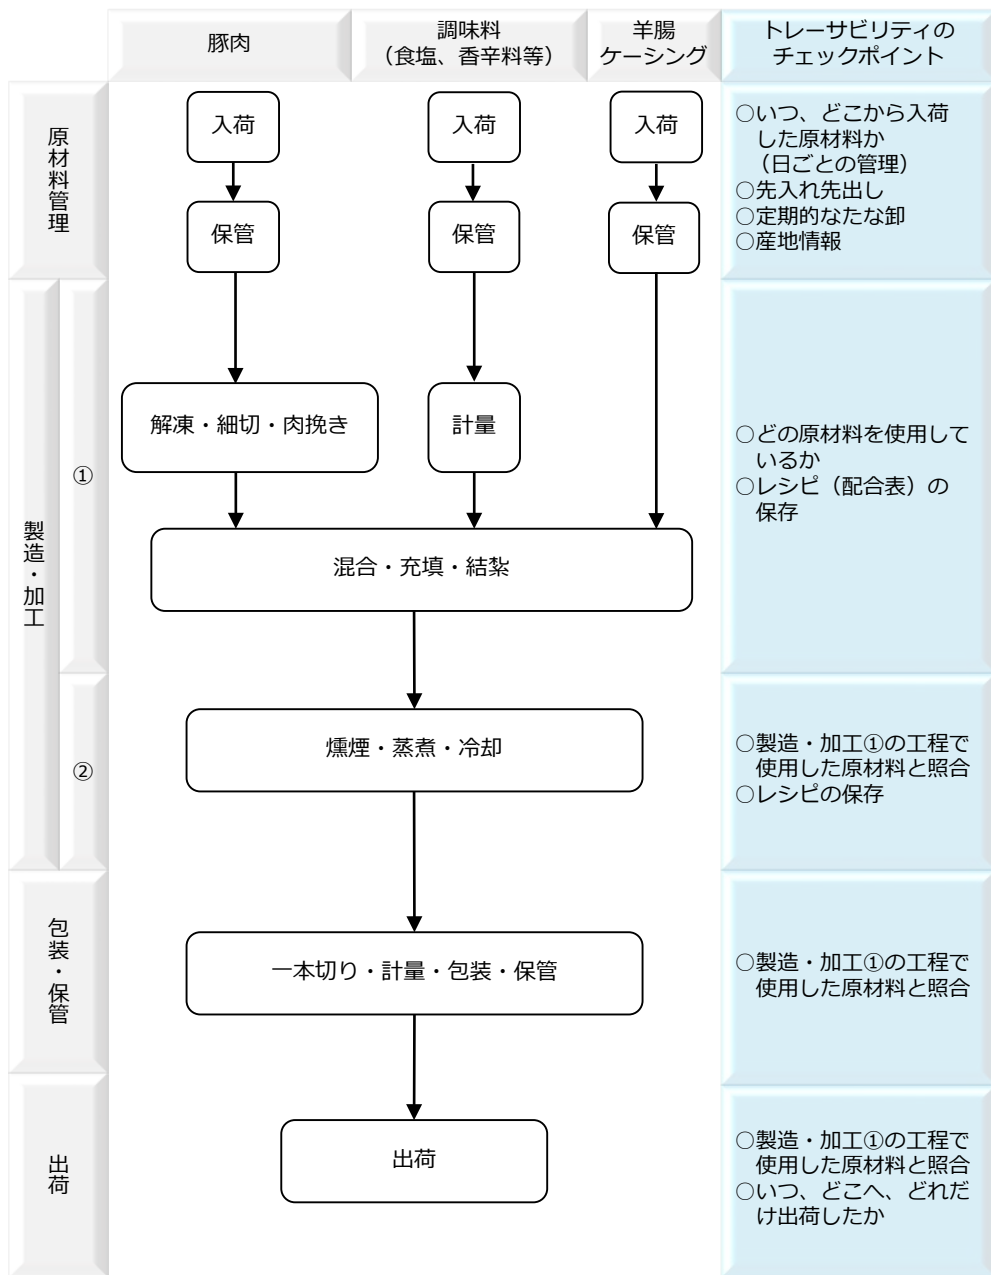 豚肉
調味料
（食塩、香辛料等）
羊腸
ケーシング
トレーサビリティの
チェックポイント
原材料管理
入荷
入荷
入荷
保管
保管
保管
○いつ、どこから入荷
した原材料か
（日ごとの管理）
○先入れ先出し
○定期的なたな卸
○産地情報
製造・加工
①
解凍・細切・肉挽き
計量
混合・充填・結紮
○どの原材料を使用して
いるか
○レシピ（配合表）の
保存
②
燻煙・蒸煮・冷却
○製造・加工①の工程で
使用した原材料と照合
○レシピの保存
包装・保管
一本切り・計量・包装・保管
○製造・加工①の工程で
使用した原材料と照合
出荷
出荷
○製造・加工①の工程で
使用した原材料と照合
○いつ、どこへ、どれだ
け出荷したか